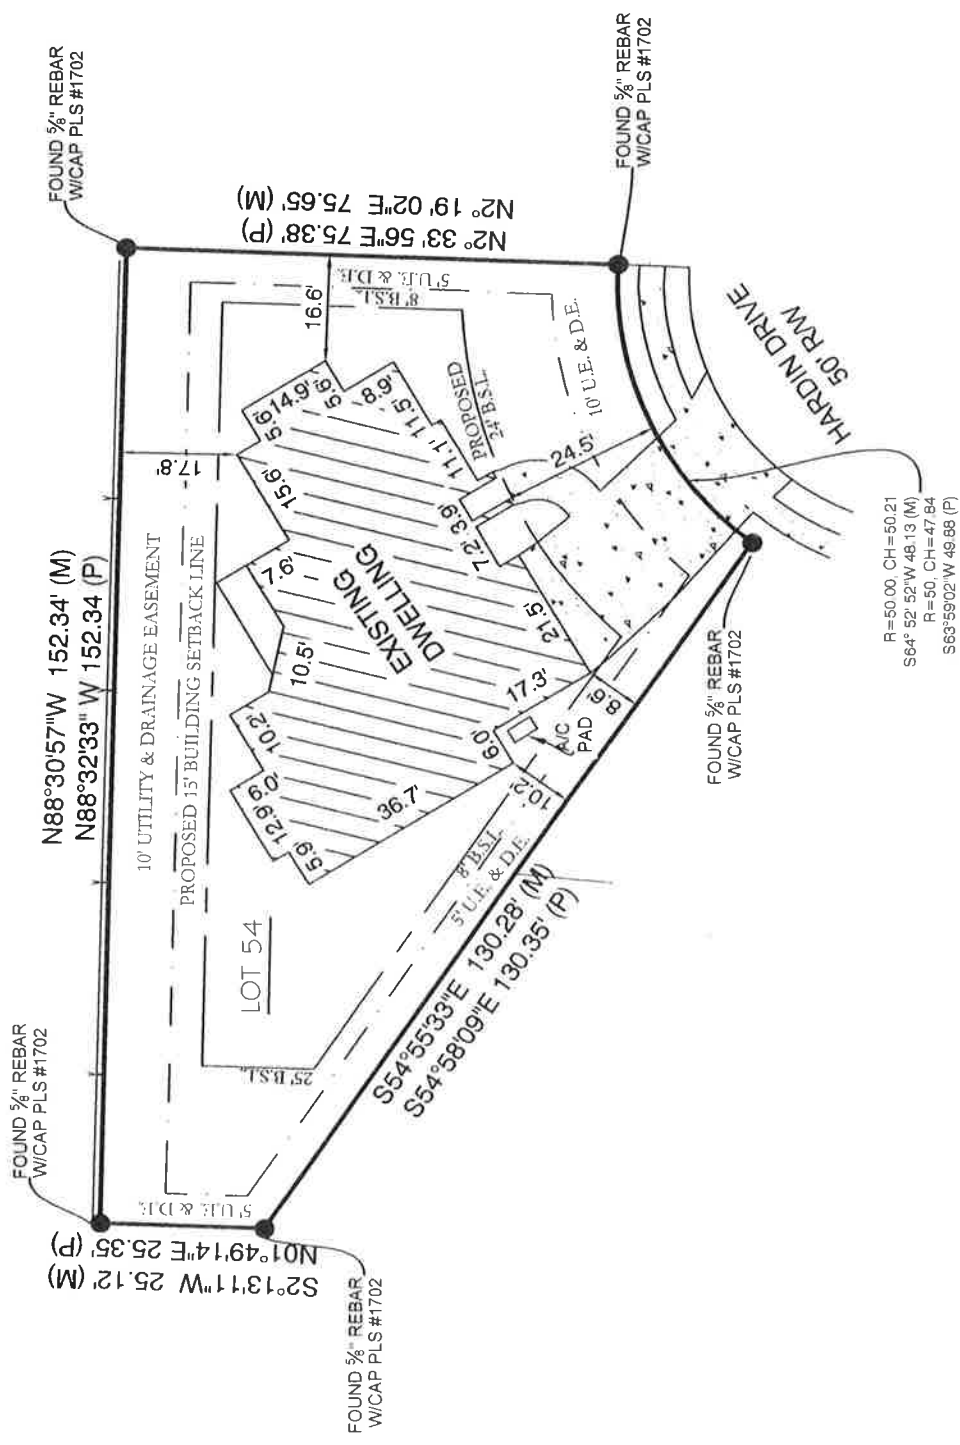 FOUND ⅝" REBAR
W/CAP PLS #1702
FOUND ⅝" REBAR
W/CAP PLS #1702
N2° 19' 02"E 75.65' (M)
N2° 33' 56"E 75.38' (P)
5' U.E. & D.E.
8' B.S.L.
16.6'
17.8'
N88°30'57"W 152.34' (M)
N88°32'33" W 152.34 (P)
10' UTILITY & DRAINAGE EASEMENT
PROPOSED 15' BUILDING SETBACK LINE
5.6'
14.9'
5.6'
8.9'
11.5'
11.1'
3.9'
7.2'
15.6'
7.6'
10.5'
10.2'
6.0'
12.9'
5.9'
36.7'
6.0'
17.3'
21.5'
EXISTING
DWELLING
PROPOSED
24' B.S.L.
10' U.E. & D.E.
24.5'
HARDIN DRIVE
50' R/W
R=50.00, CH=50.21
S64° 52' 52"W 48.13 (M)
R=50, CH=47.84
S63°59'02"W 49.88 (P)
FOUND ⅝" REBAR
W/CAP PLS #1702
8.6'
A/C
PAD
10.2'
8' B.S.L.
5' U.E. & D.E.
S54°55'33"E 130.28' (M)
S54°58'09"E 130.35' (P)
LOT 54
25' B.S.L.
5' U.E. & D.E.
FOUND ⅝" REBAR
W/CAP PLS #1702
N01°49'14"E 25.35' (P)
S2°13'11"W 25.12' (M)
FOUND ⅝" REBAR
W/CAP PLS #1702